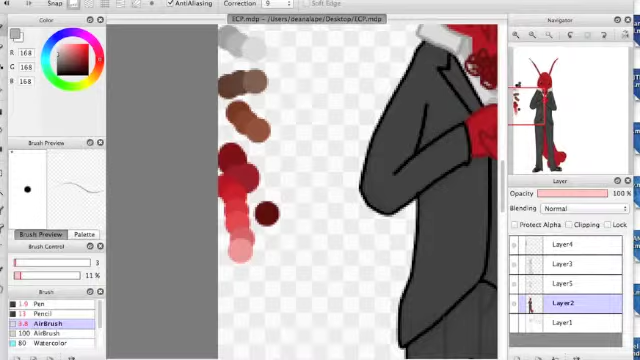 Snap
AntiAliasing
Correction 9
Soft Edge
ECP.mdp - /Users/deanalape/Desktop/ECP.mdp
Color
R 168
G 168
B 168
Brush Preview
Brush Preview Palette
Brush Control
3
11 %
Brush
1.9 Pen
13 Pencil
3.8 AirBrush
100 AirBrush
80 Watercolor
Navigator
Layer
Opacity 100 %
Blending Normal
Protect Alpha Clipping Lock
Layer4
Layer3
Layer5
Layer2
Layer1